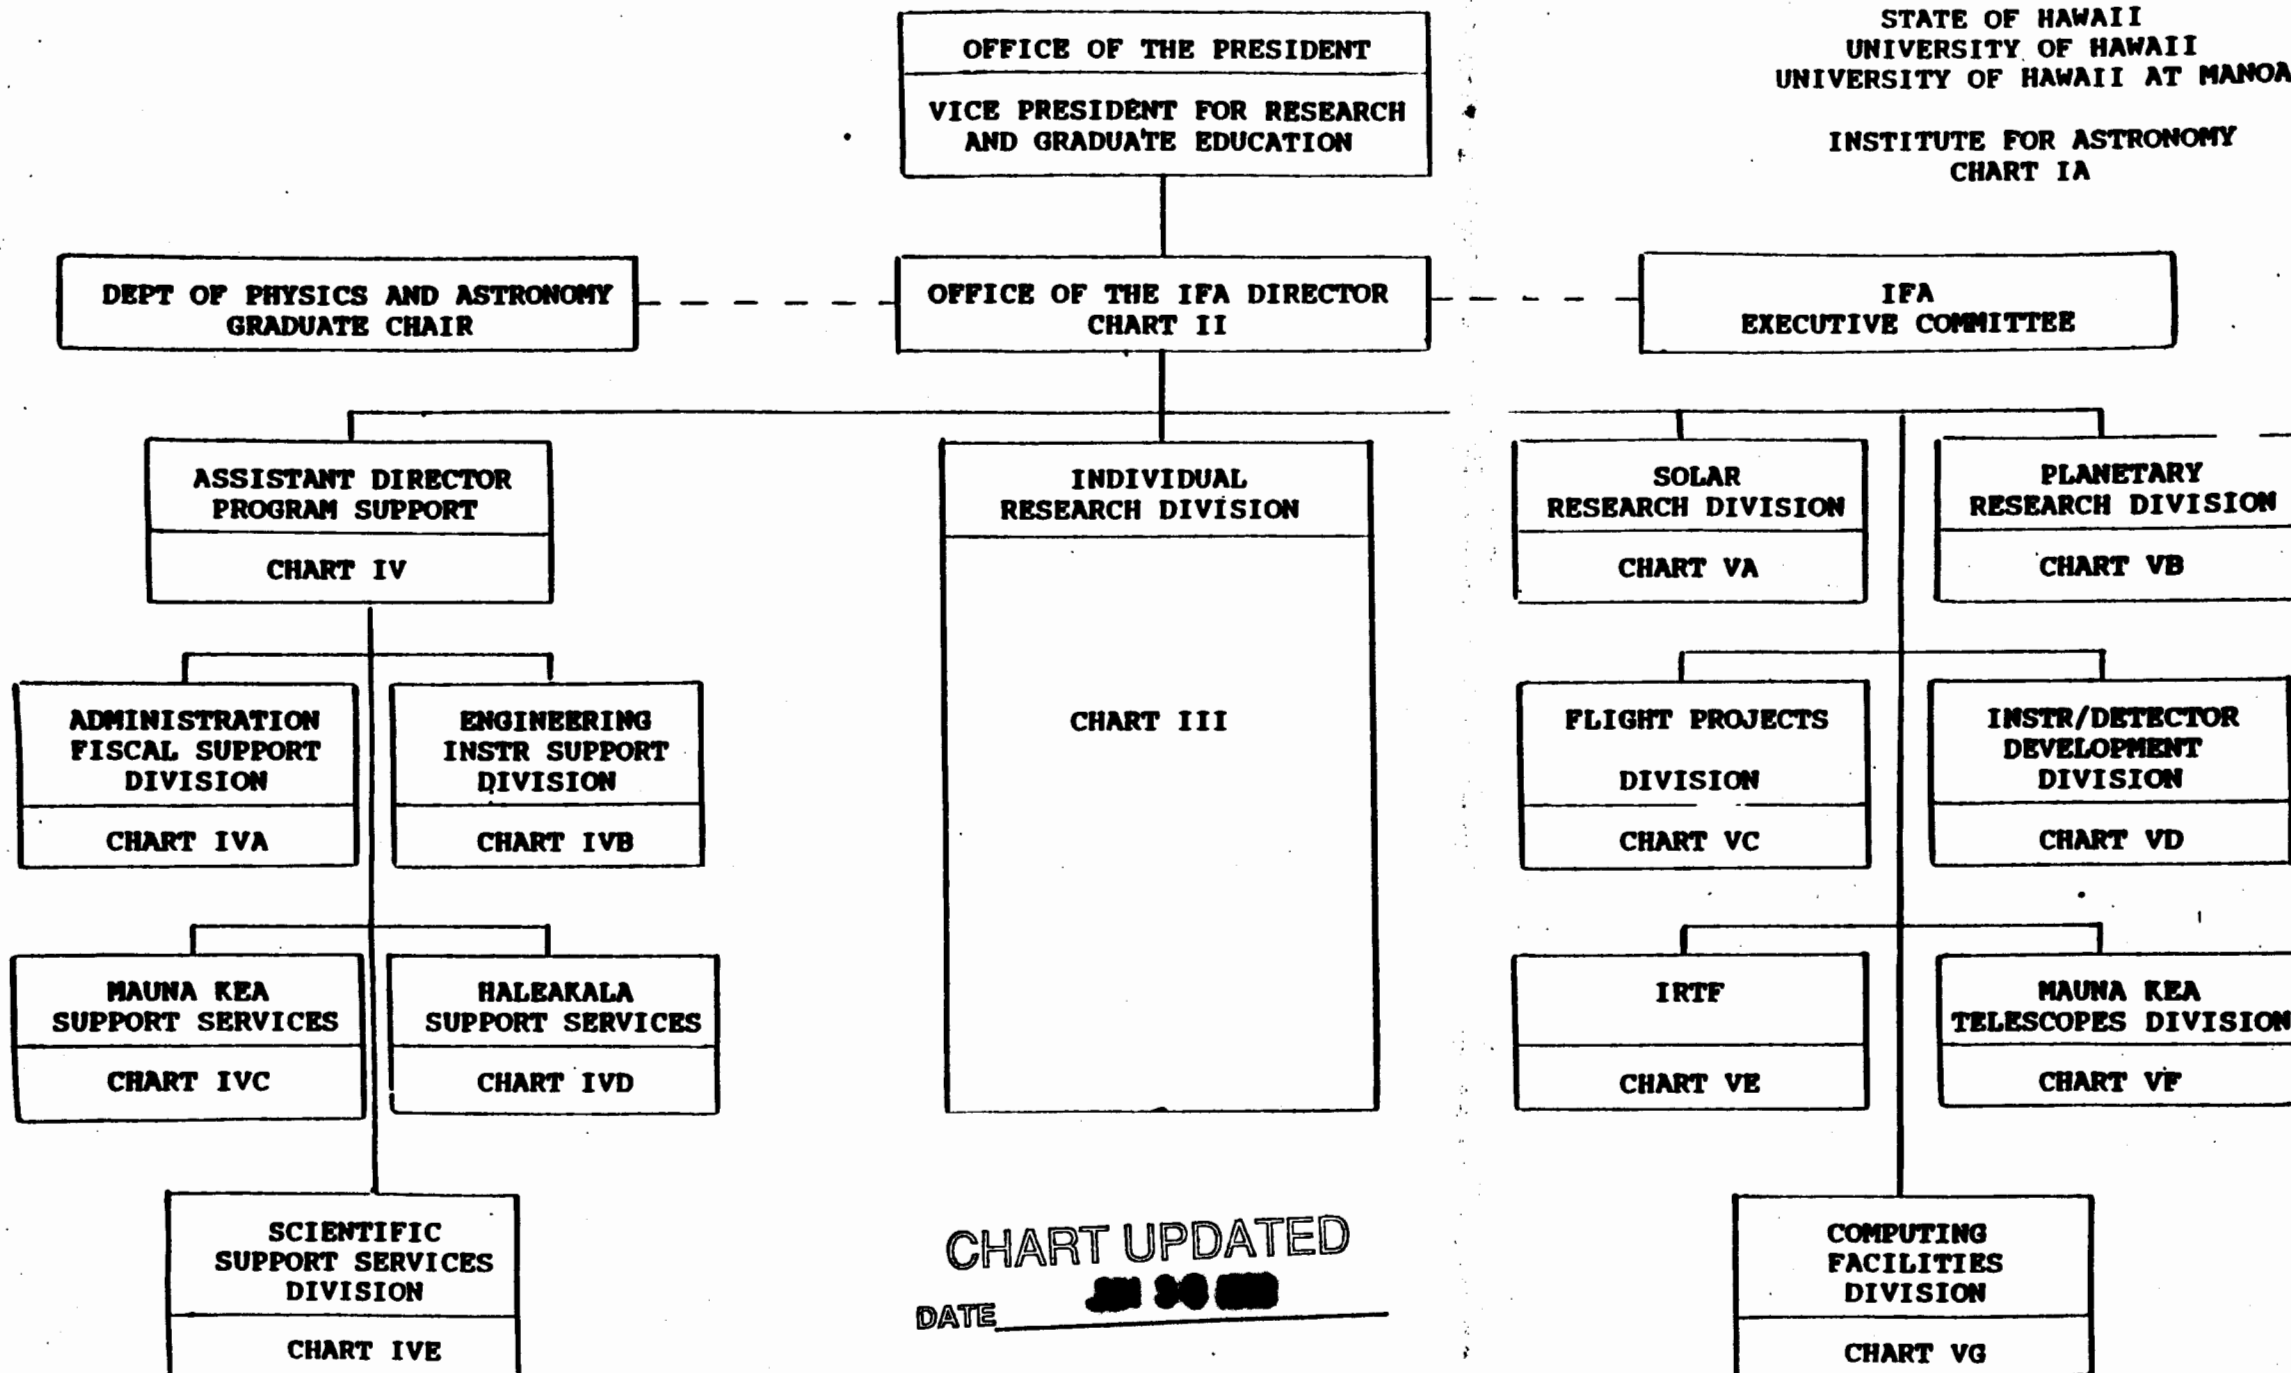 STATE OF HAWAII
UNIVERSITY OF HAWAII
UNIVERSITY OF HAWAII AT MANOA
INSTITUTE FOR ASTRONOMY
CHART IA
OFFICE OF THE PRESIDENT
VICE PRESIDENT FOR RESEARCH
AND GRADUATE EDUCATION
DEPT OF PHYSICS AND ASTRONOMY
GRADUATE CHAIR
OFFICE OF THE IFA DIRECTOR
CHART II
IFA
EXECUTIVE COMMITTEE
ASSISTANT DIRECTOR
PROGRAM SUPPORT
CHART IV
INDIVIDUAL
RESEARCH DIVISION
CHART III
SOLAR
RESEARCH DIVISION
CHART VA
PLANETARY
RESEARCH DIVISION
CHART VB
ADMINISTRATION
FISCAL SUPPORT
DIVISION
CHART IVA
ENGINEERING
INSTR SUPPORT
DIVISION
CHART IVB
FLIGHT PROJECTS
DIVISION
CHART VC
INSTR/DETECTOR
DEVELOPMENT
DIVISION
CHART VD
MAUNA KEA
SUPPORT SERVICES
CHART IVC
HALEAKALA
SUPPORT SERVICES
CHART IVD
IRTF
CHART VE
MAUNA KEA
TELESCOPES DIVISION
CHART VF
SCIENTIFIC
SUPPORT SERVICES
DIVISION
CHART IVE
CHART UPDATED
DATE
COMPUTING
FACILITIES
DIVISION
CHART VG